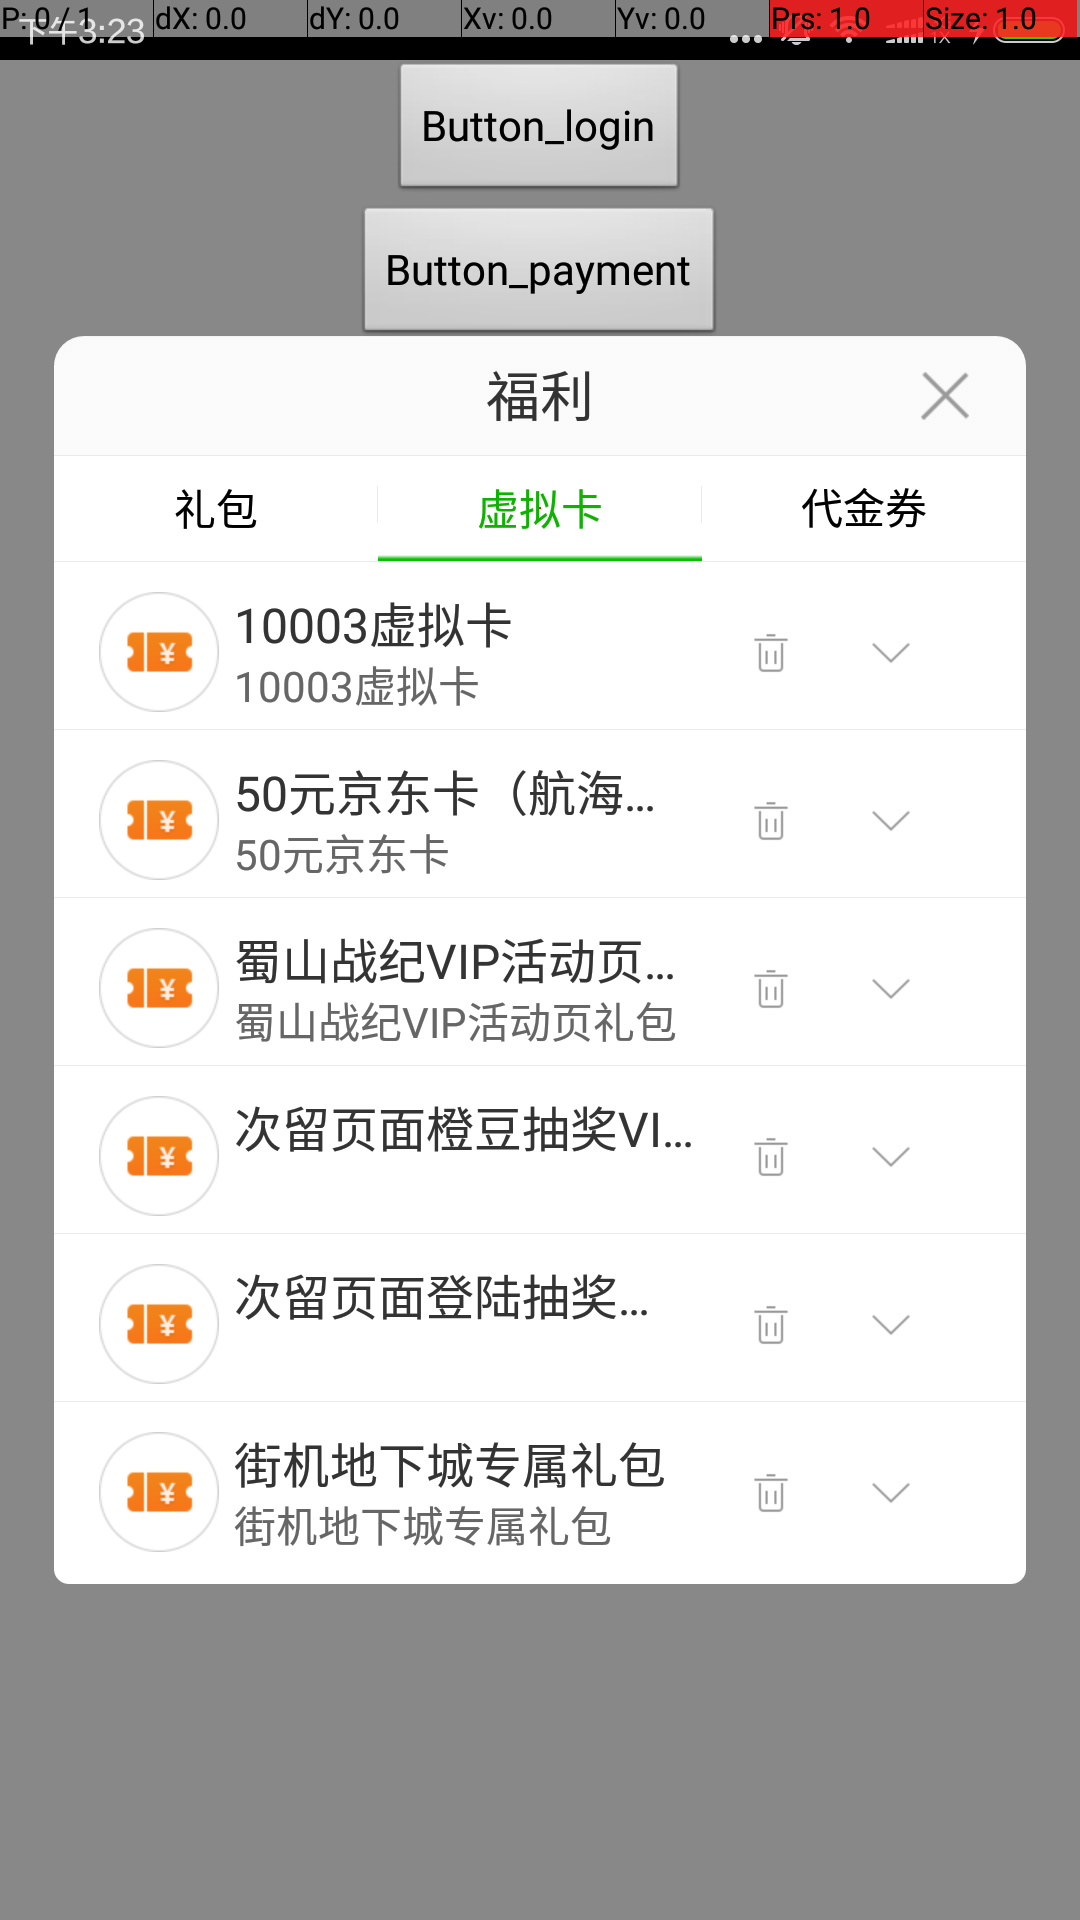 P: 0 / 1 dX: 0.0 dY: 0.0 Xv: 0.0 Yv: 0.0 Prs: 1.0 Size: 1.0
下午3:23
Button_login
Button_payment
福利
礼包 虚拟卡 代金券
10003虚拟卡
10003虚拟卡
50元京东卡（航海...
50元京东卡
蜀山战纪VIP活动页...
蜀山战纪VIP活动页礼包
次留页面橙豆抽奖VI...
次留页面登陆抽奖...
街机地下城专属礼包
街机地下城专属礼包